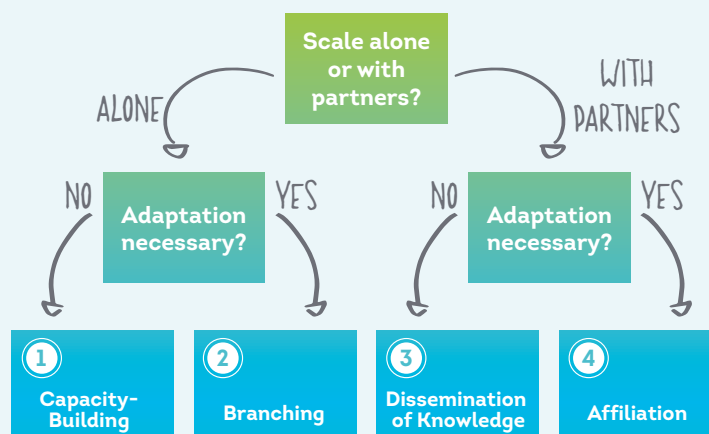 Scale alone
or with
partners?
ALONE
WITH
PARTNERS
NO
Adaptation
necessary?
YES
NO
Adaptation
necessary?
YES
1
Capacity-
Building
2
Branching
3
Dissemination
of Knowledge
4
Affiliation